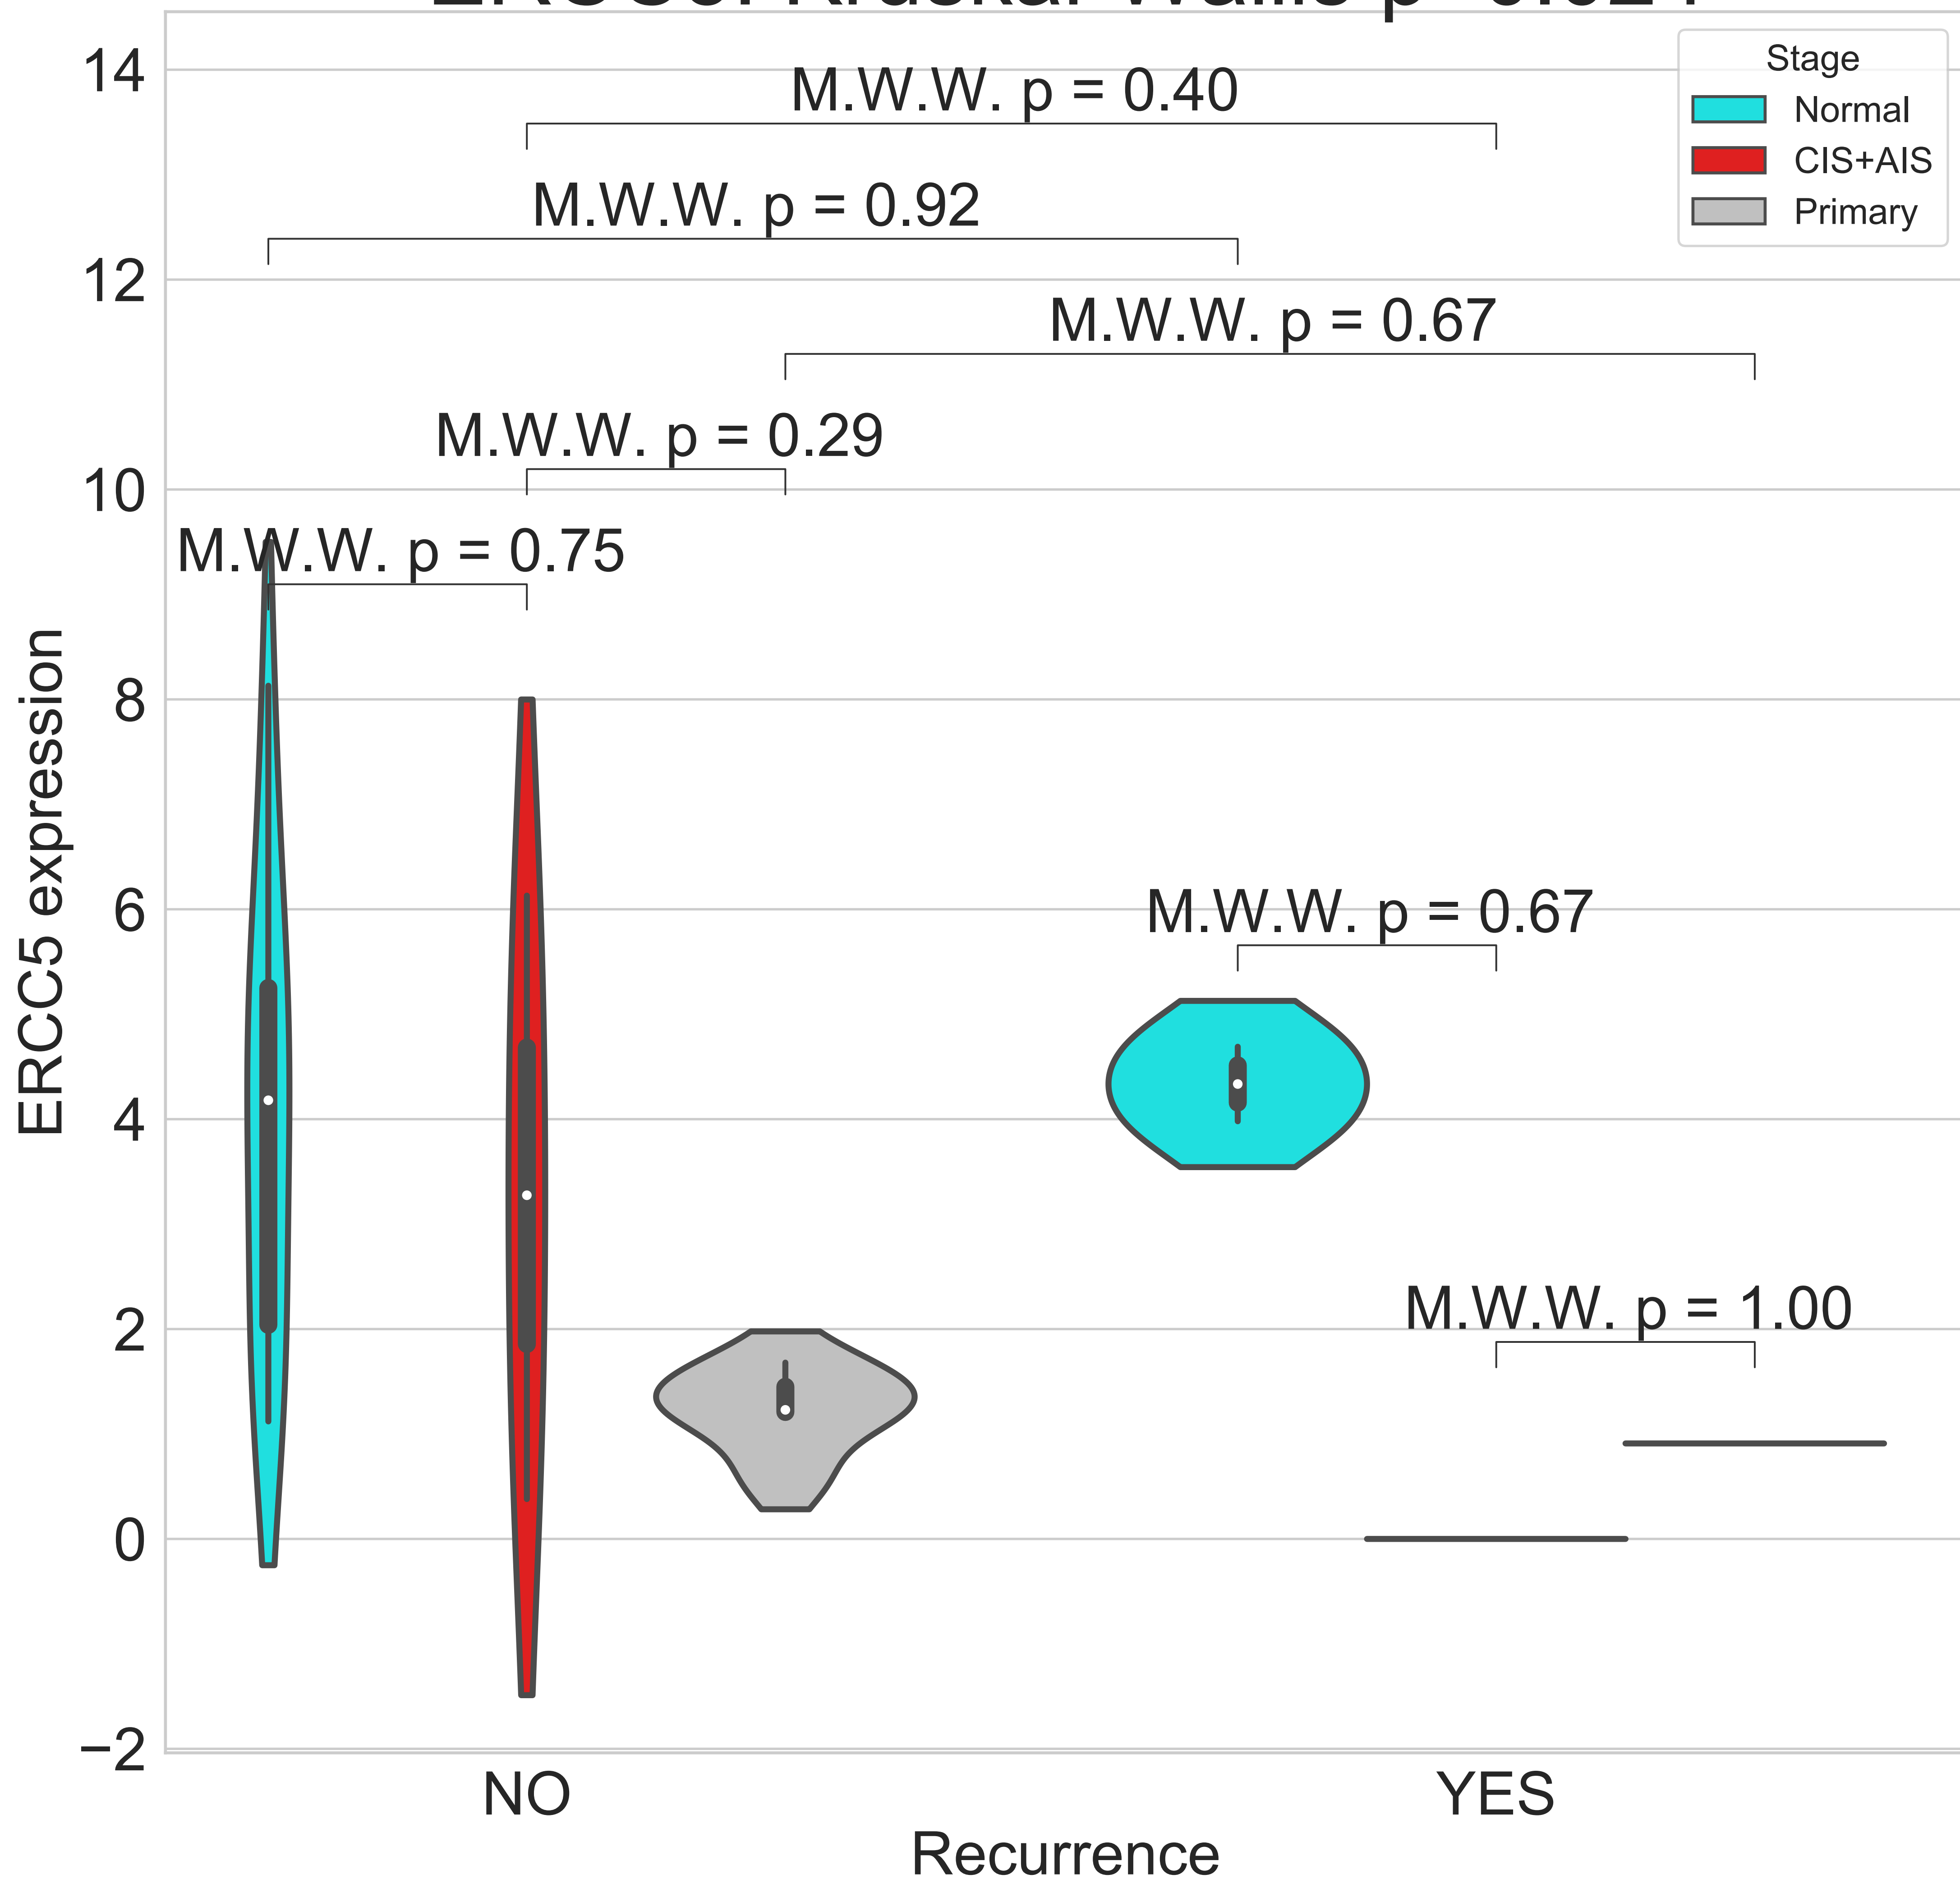 Stage
Normal
CIS+AIS
Primary
M.W.W. p = 0.40
M.W.W. p = 0.92
M.W.W. p = 0.67
M.W.W. p = 0.29
M.W.W. p = 0.75
M.W.W. p = 0.67
M.W.W. p = 1.00
14
12
10
8
6
4
2
0
−2
ERCC5 expression
NO
YES
Recurrence